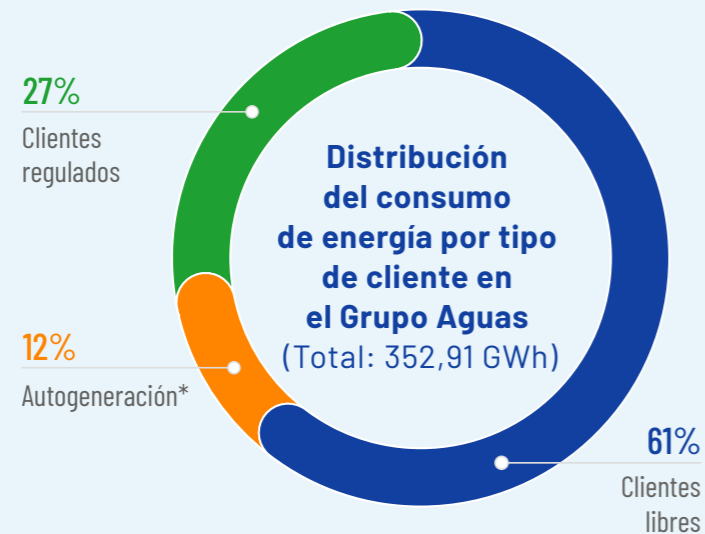 27%
Clientes
regulados
Distribución
del consumo
de energía por tipo
de cliente en
el Grupo Aguas
(Total: 352,91 GWh)
12%
Autogeneración*
61%
Clientes
libres